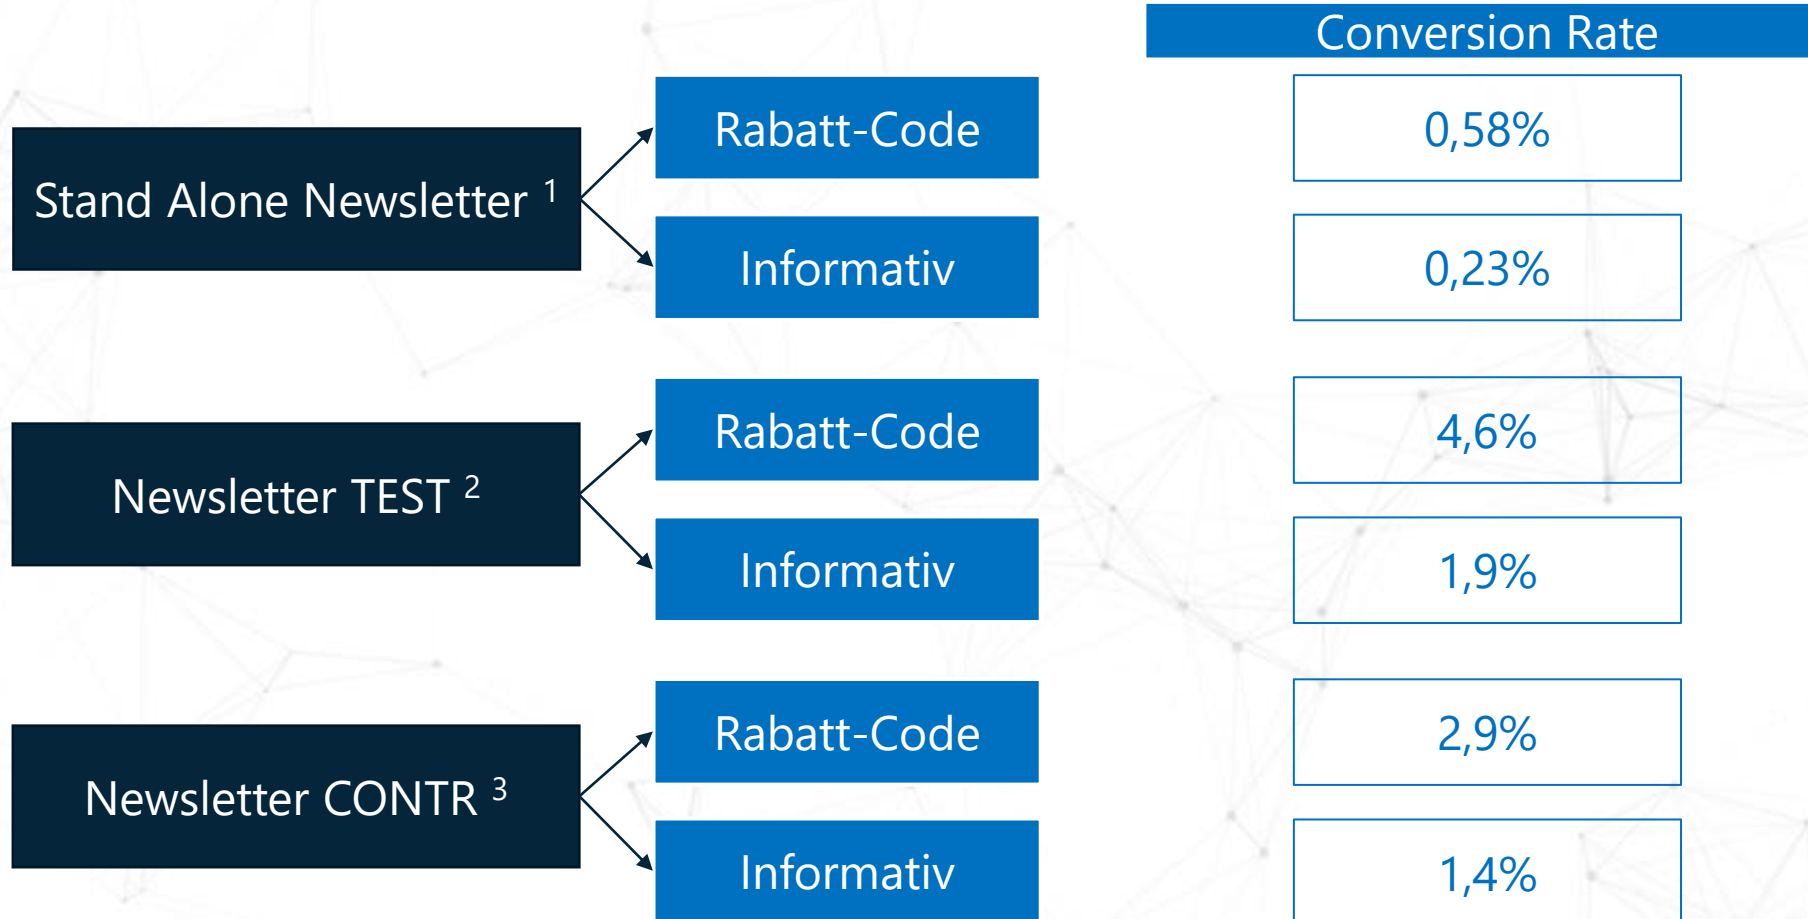 Conversion Rate
Stand Alone Newsletter ¹
Rabatt-Code
0,58%
Informativ
0,23%
Newsletter TEST ²
Rabatt-Code
4,6%
Informativ
1,9%
Newsletter CONTR ³
Rabatt-Code
2,9%
Informativ
1,4%